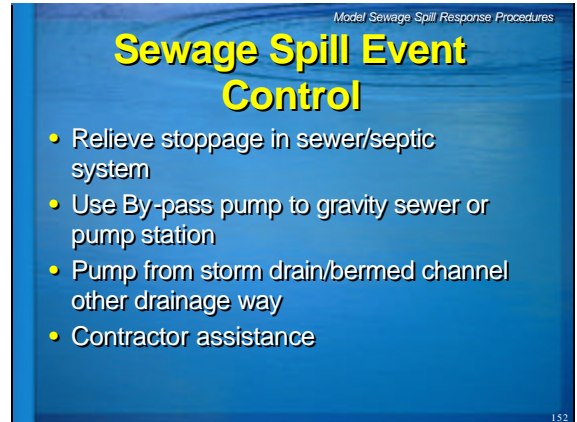 Model Sewage Spill Response Procedures
Sewage Spill Event
Control
• Relieve stoppage in sewer/septic
system
• Use By-pass pump to gravity sewer or
pump station
• Pump from storm drain/bermed channel
other drainage way
• Contractor assistance
152